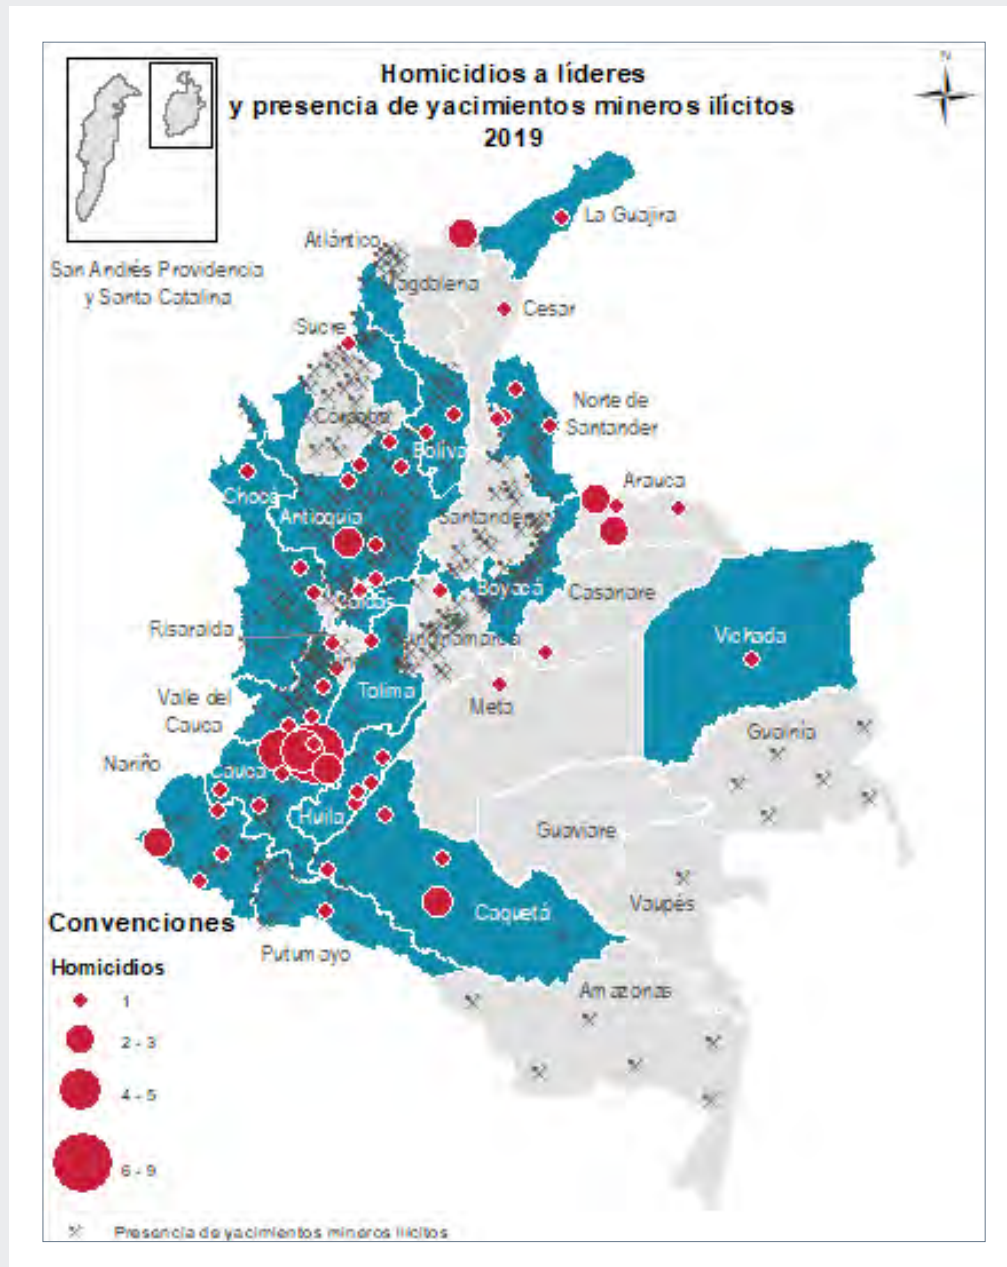 Homicidios a líderes
y presencia de yacimientos mineros ilícitos
2019
N
San Andrés Providencia
y Santa Catalina
La Guajira
Atlántico
Magdalena
Cesar
Sucre
Córdoba
Norte de
Santander
Bolívar
Arauca
Chocó
Antioquia
Santander
Boyacá
Casanare
Caldas
Risaralda
Cundinamarca
Vichada
Tolima
Meta
Valle del
Cauca
Guainía
Nariño
Cauca
Huila
Guaviare
Vaupés
Caquetá
Putumayo
Amazonas
Convenciones
Homicidios
1
2 - 3
4 - 5
6 - 9
Presencia de yacimientos mineros ilícitos